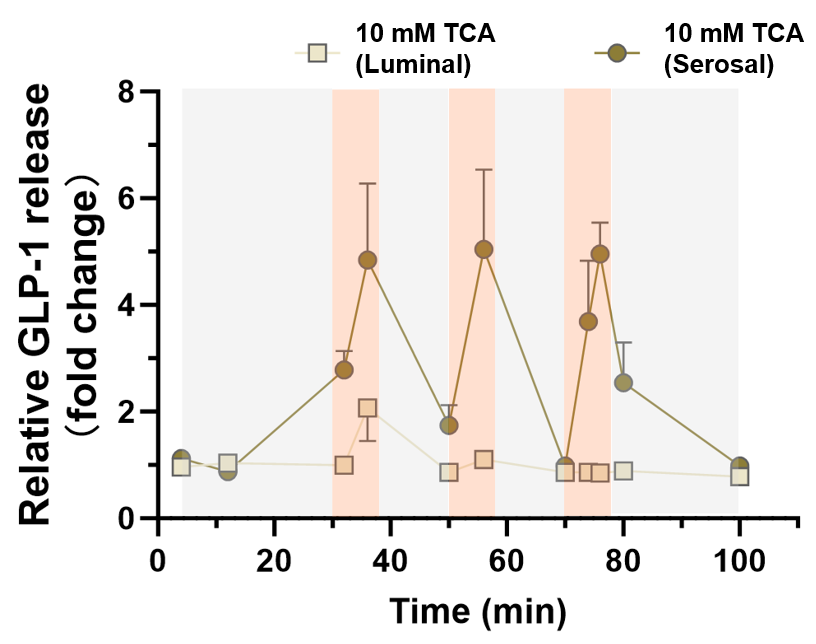 10 mM TCA
(Luminal)
10 mM TCA
(Serosal)
Relative GLP-1 release
（fold change）
8
6
4
2
0
0 20 40 60 80 100
Time (min)